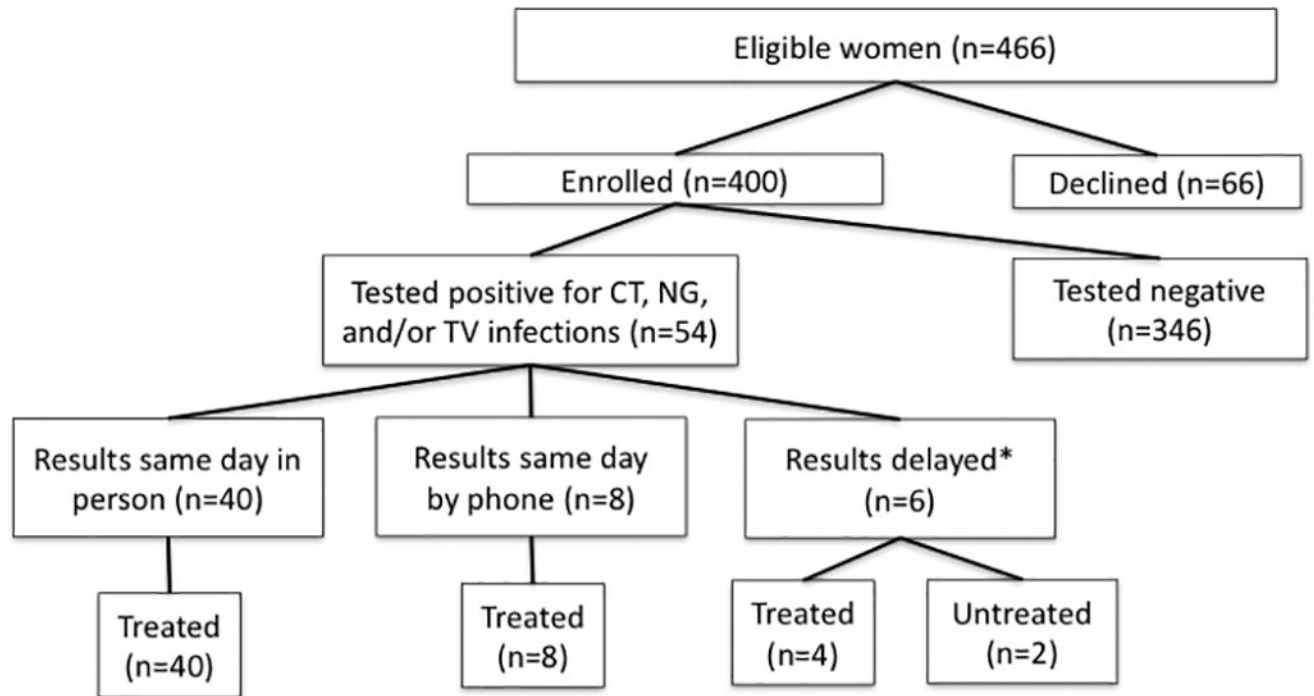 Eligible women (n=466)
Enrolled (n=400)
Declined (n=66)
Tested positive for CT, NG,
and/or TV infections (n=54)
Tested negative
(n=346)
Results same day in
person (n=40)
Results same day
by phone (n=8)
Results delayed*
(n=6)
Treated
(n=40)
Treated
(n=8)
Treated
(n=4)
Untreated
(n=2)